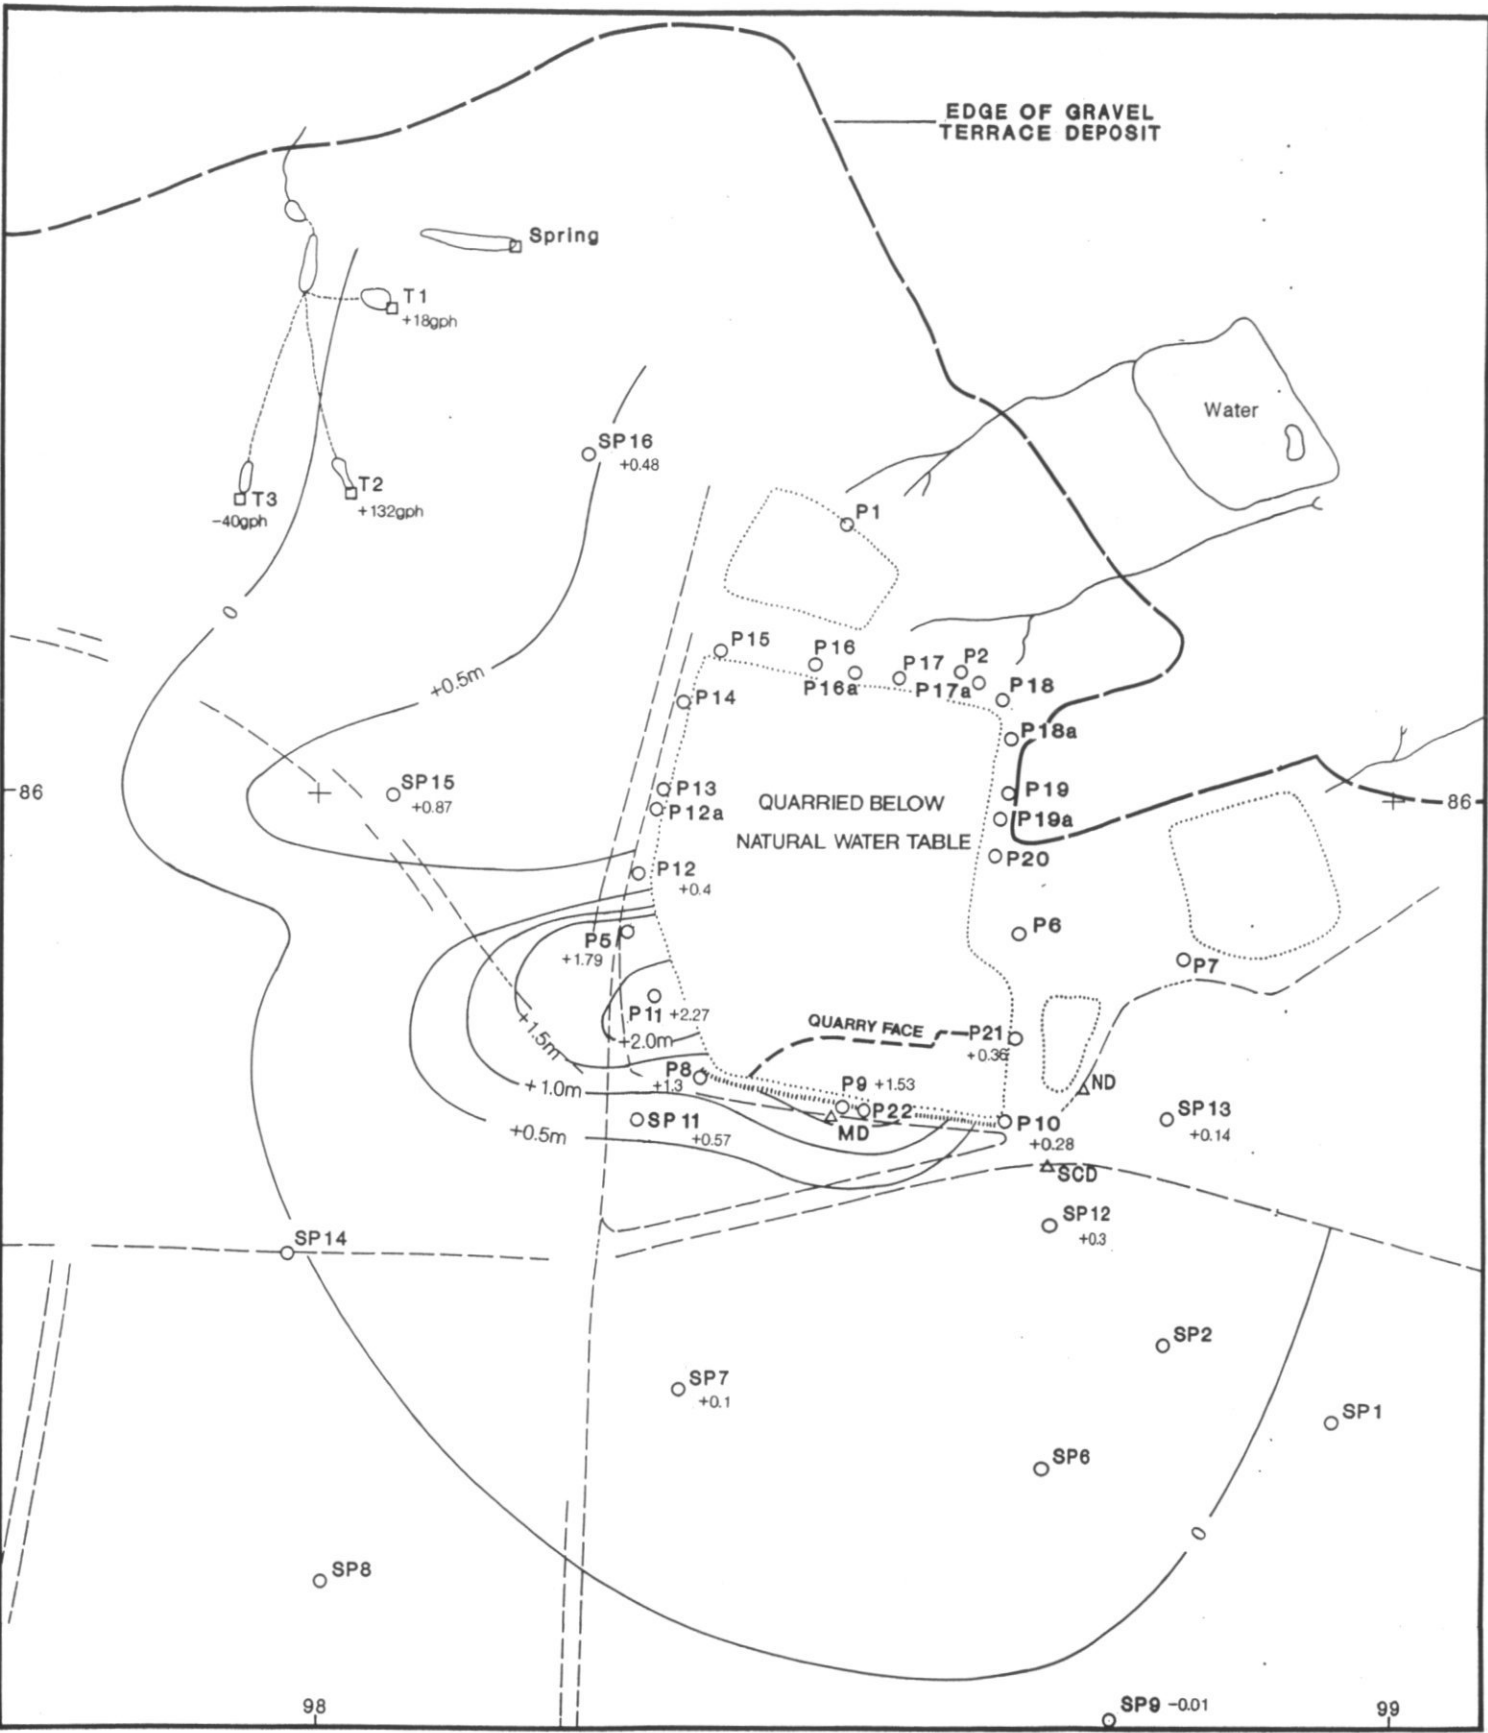 EDGE OF GRAVEL
TERRACE DEPOSIT
Spring
T1
+18gph
Water
SP16
+0.48
T3
-40gph
T2
+132gph
P1
0
P15
P16
P16a
P17
P17a
P2
P18
+0.5m
P14
P18a
86
SP15
+0.87
P13
P12a
QUARRIED BELOW
NATURAL WATER TABLE
P19
P19a
86
P20
P12
+0.4
P5
+1.79
P6
P7
P11 +2.27
+2.0m
+1.5m
QUARRY FACE
P21
+0.36
P8
+1.3
P9 +1.53
P22
MD
ND
+1.0m
SP11
+0.57
+0.5m
P10
+0.28
SP13
+0.14
SCD
SP12
+0.3
SP14
SP2
SP7
+0.1
SP1
SP6
0
SP8
98
SP9 -0.01
99